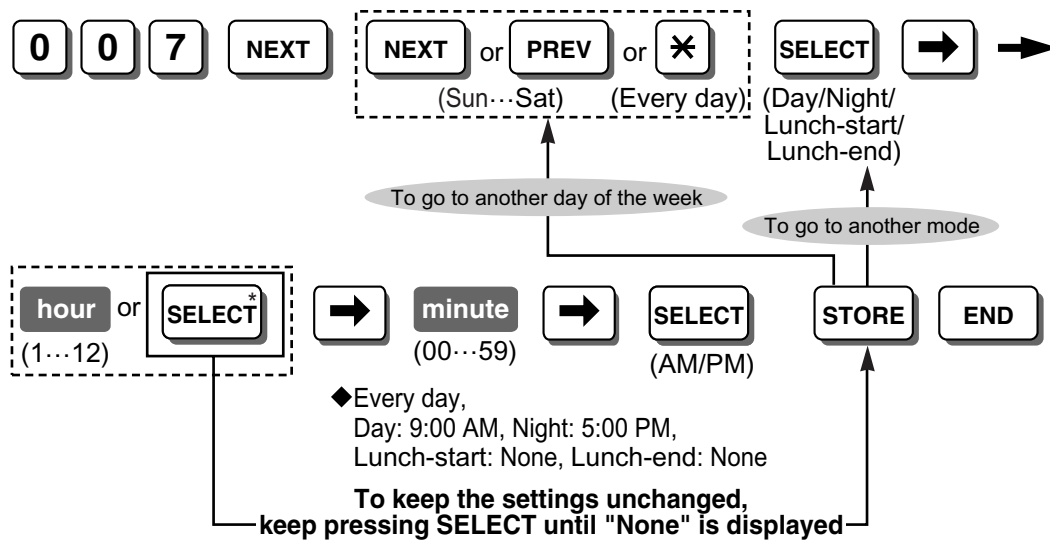 0 0 7 NEXT NEXT or PREV or ✕ SELECT
(Sun⋯Sat) (Every day) (Day/Night/
Lunch-start/
Lunch-end)
To go to another day of the week
To go to another mode
hour or SELECT* minute SELECT STORE END
(1⋯12) (00⋯59) (AM/PM)
◆Every day,
Day: 9:00 AM, Night: 5:00 PM,
Lunch-start: None, Lunch-end: None
To keep the settings unchanged,
keep pressing SELECT until "None" is displayed